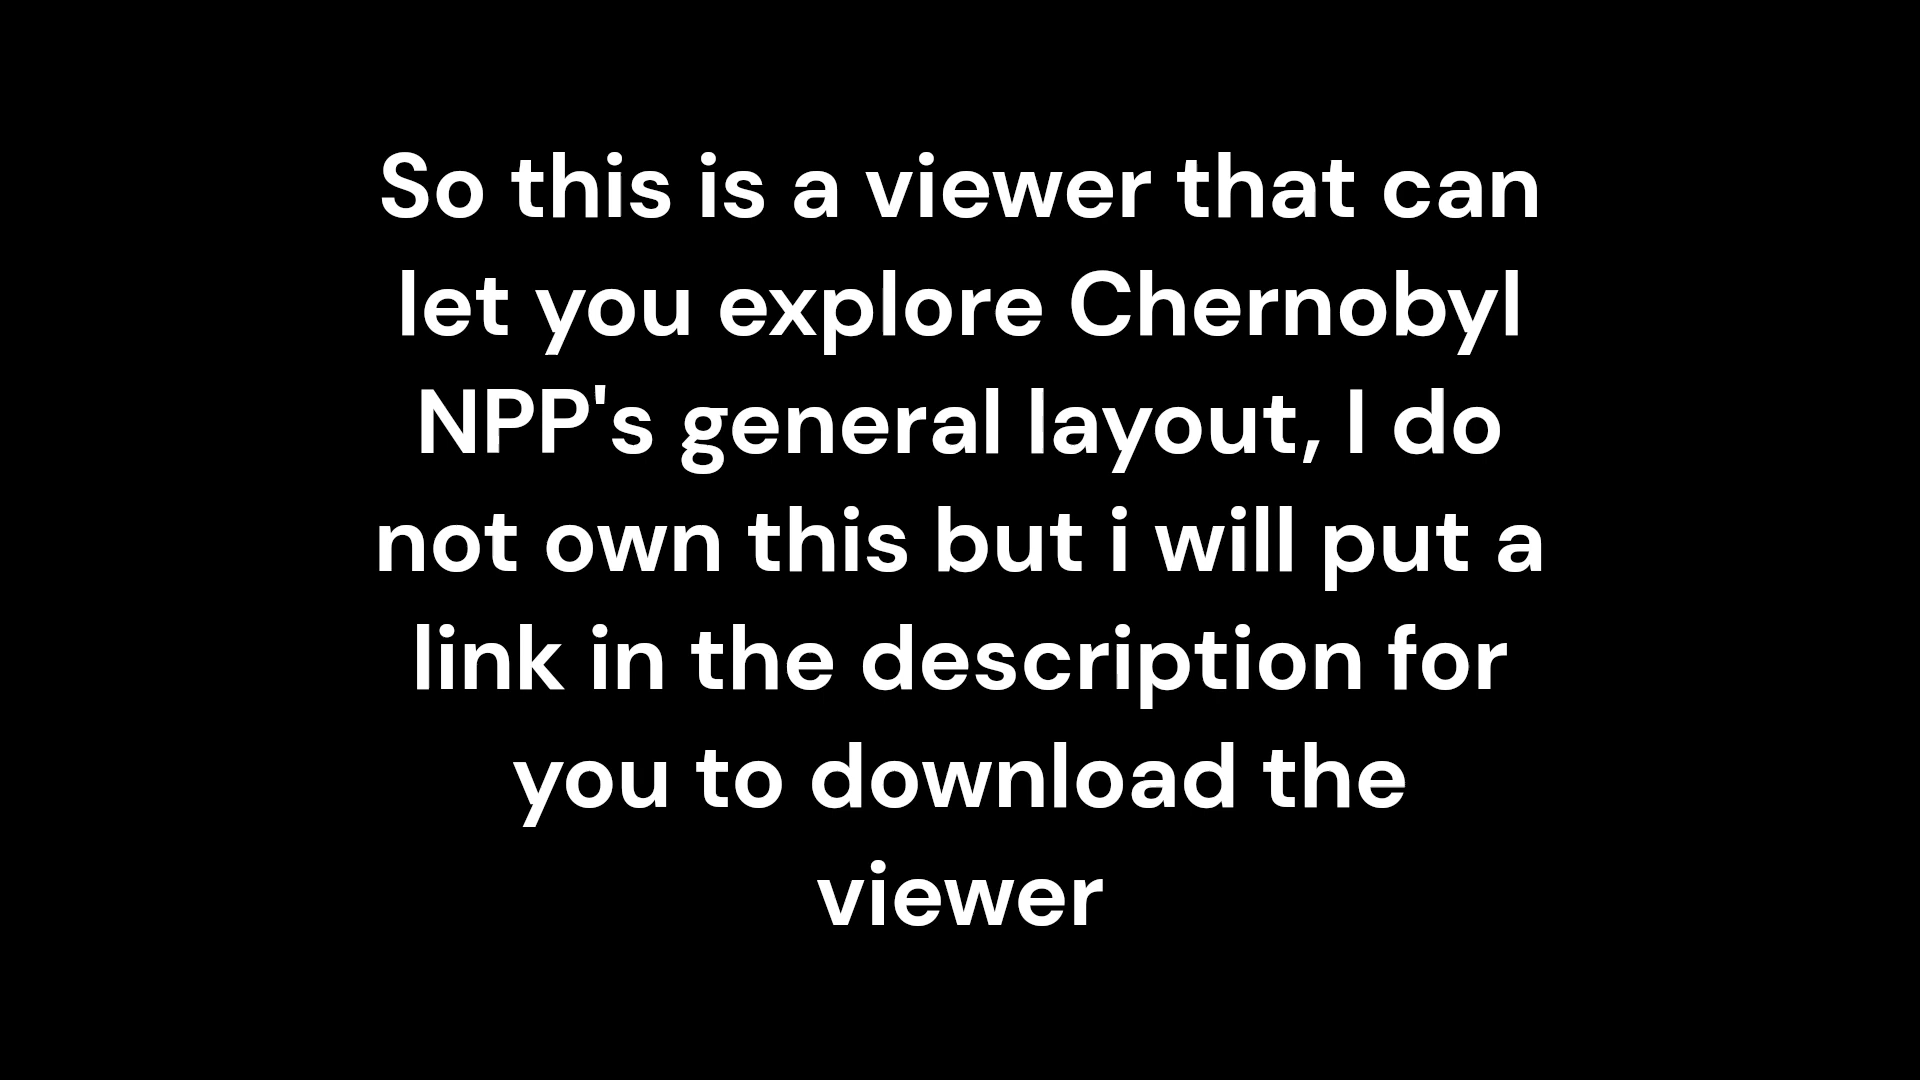 So this is a viewer that can
let you explore Chernobyl
NPP's general layout, I do
not own this but i will put a
link in the description for
you to download the
viewer